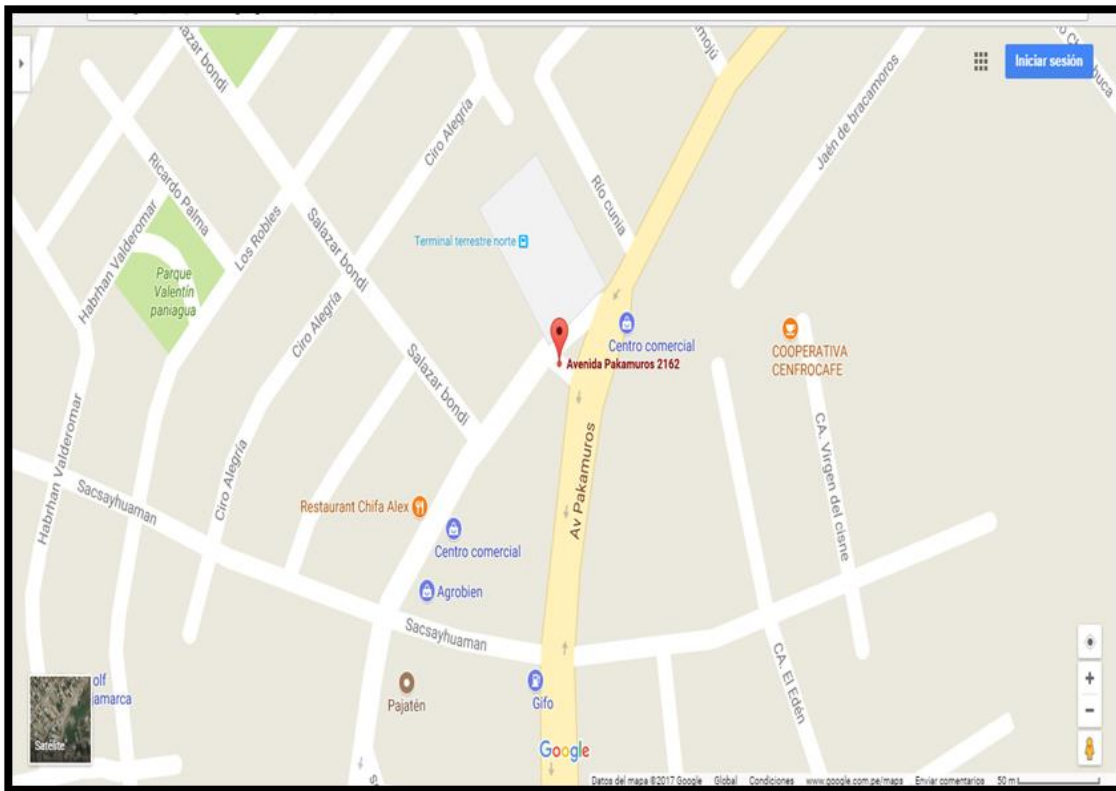 Iniciar sesión
Salazar bondi
Ciro Alegría
Jaén de bracamoros
Ricardo Palma
Río cunia
Habrhan Valderomar
Los Robles
Salazar bondi
Terminal terrestre norte
Parque
Valentín
paniagua
Ciro Alegría
Centro comercial
Avenida Pakamuros 2162
COOPERATIVA
CENFROCAFE
Salazar bondi
Habrhan Valderomar
Ciro Alegría
Av Pakamuros
CA. Virgen del cisne
Sacsayhuaman
Restaurant Chifa Alex
Centro comercial
Agrobien
Sacsayhuaman
CA. El Edén
Pajatén
Gifo
olf
amarca
Satélite
Google
Datos del mapa ©2017 Google Global Condiciones www.google.com.pe/maps Enviar comentarios 50 m